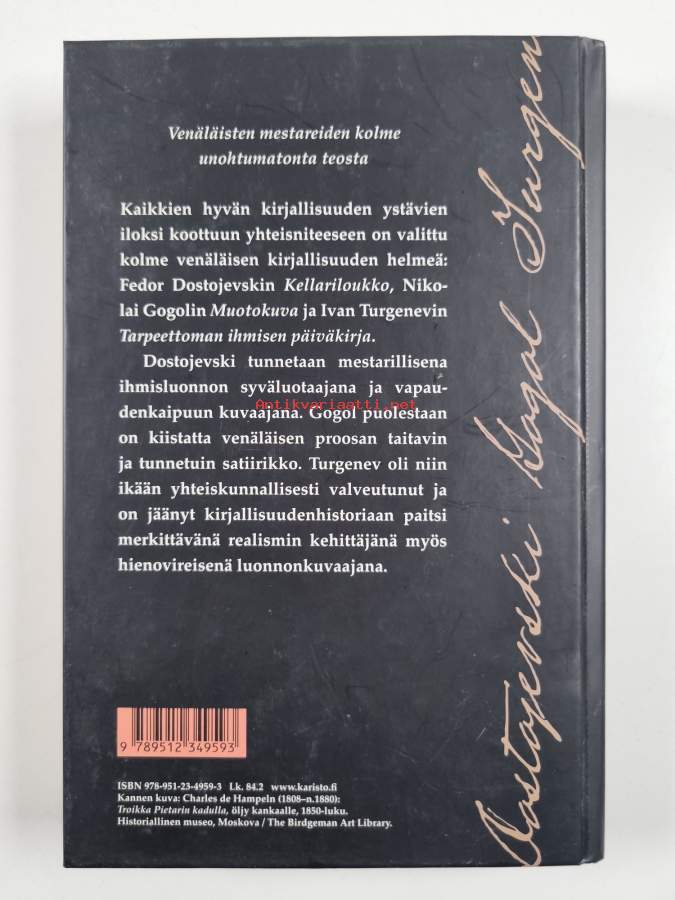 Venäläisten mestareiden kolme
unohtumatonta teosta
Kaikkien hyvän kirjallisuuden ystävien
iloksi koottuun yhteisniteeseen on valittu
kolme venäläisen kirjallisuuden helmeä:
Fedor Dostojevskin Kellariloukko, Niko-
lai Gogolin Muotokuva ja Ivan Turgenevin
Tarpeettoman ihmisen päiväkirja.
Dostojevski tunnetaan mestarillisena
ihmisluonnon syväluotaajana ja vapau-
denkaipuun kuvaajana. Gogol puolestaan
on kiistatta venäläisen proosan taitavin
ja tunnetuin satiirikko. Turgenev oli niin
ikään yhteiskunnallisesti valveutunut ja
on jäänyt kirjallisuudenhistoriaan paitsi
merkittävänä realismin kehittäjänä myös
hienovireisenä luonnonkuvaajana.
Antikvariaatti.net
9 789512 349593
ISBN 978-951-23-4959-3 Lk. 84.2 www.karisto.fi
Kannen kuva: Charles de Hampeln (1808–n.1880):
Troikka Pietarin kadulla, öljy kankaalle, 1850-luku.
Historiallinen museo, Moskova / The Birdgeman Art Library.
Dostojevski Gogol Turgen